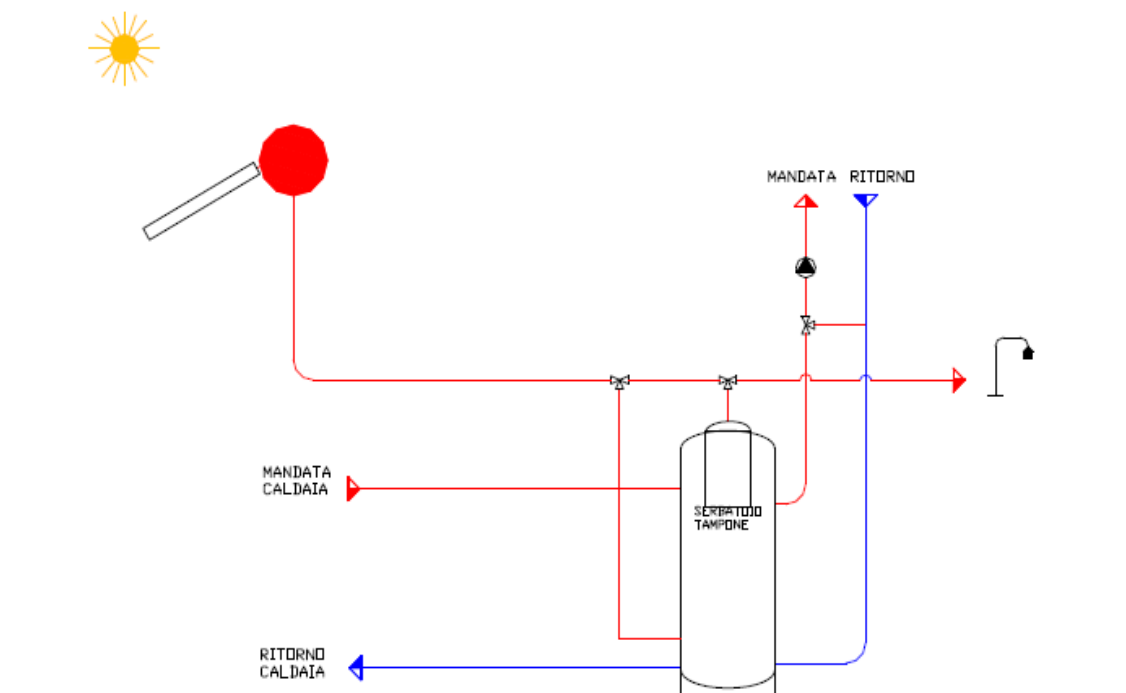 MANDATA RITORNO
MANDATA
CALDAIA
SERBATOIO
TAMPONE
RITORNO
CALDAIA